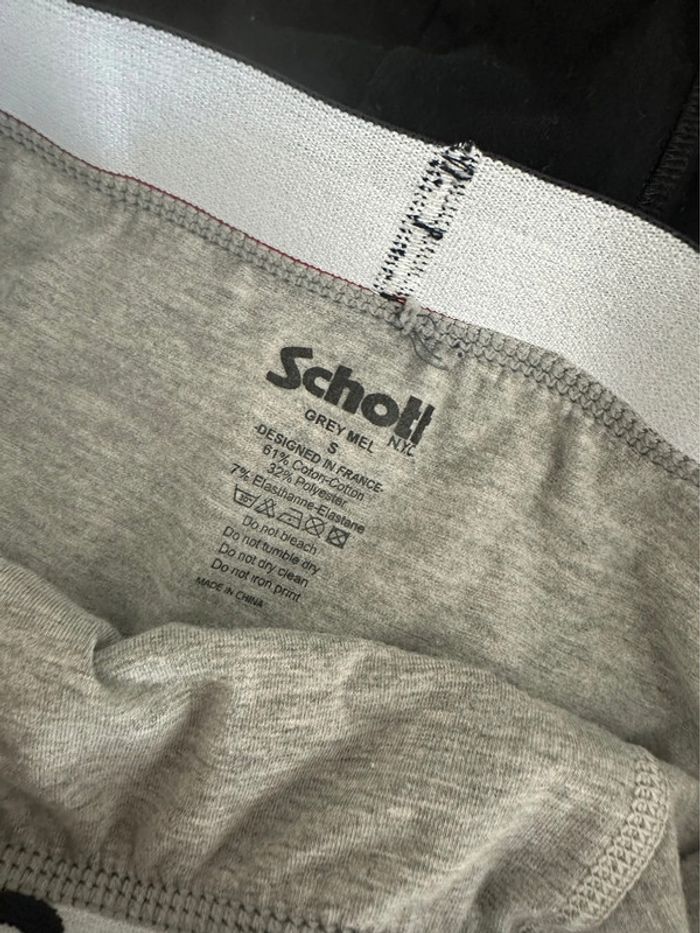 Schott
N.Y.C
GREY MEL
S
-DESIGNED IN FRANCE-
61% Coton-Cotton
32% Polyester
7% Elasthanne-Elastane
30°
Do not bleach
Do not tumble dry
Do not dry clean
Do not iron print
MADE IN CHINA